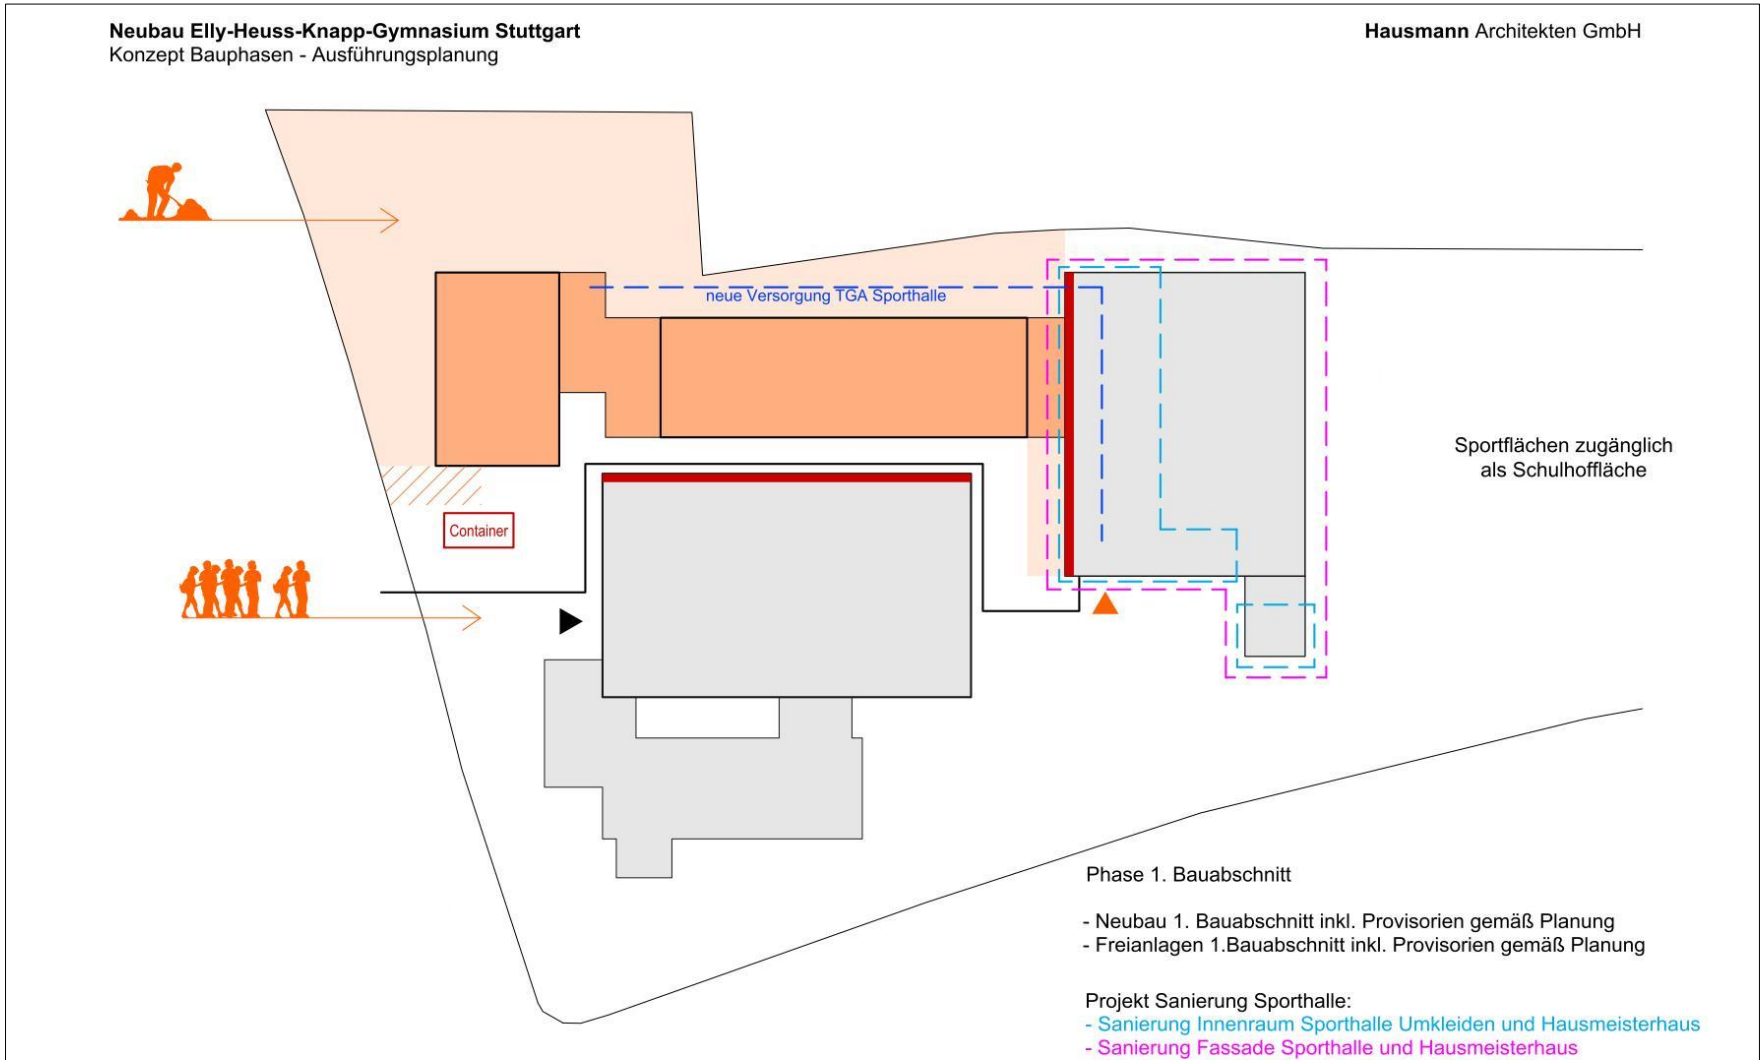 Neubau Elly-Heuss-Knapp-Gymnasium Stuttgart
Konzept Bauphasen - Ausführungsplanung
Hausmann Architekten GmbH
neue Versorgung TGA Sporthalle
Sportflächen zugänglich
als Schulhoffläche
Container
Phase 1. Bauabschnitt
- Neubau 1. Bauabschnitt inkl. Provisorien gemäß Planung
- Freianlagen 1.Bauabschnitt inkl. Provisorien gemäß Planung
Projekt Sanierung Sporthalle:
- Sanierung Innenraum Sporthalle Umkleiden und Hausmeisterhaus
- Sanierung Fassade Sporthalle und Hausmeisterhaus